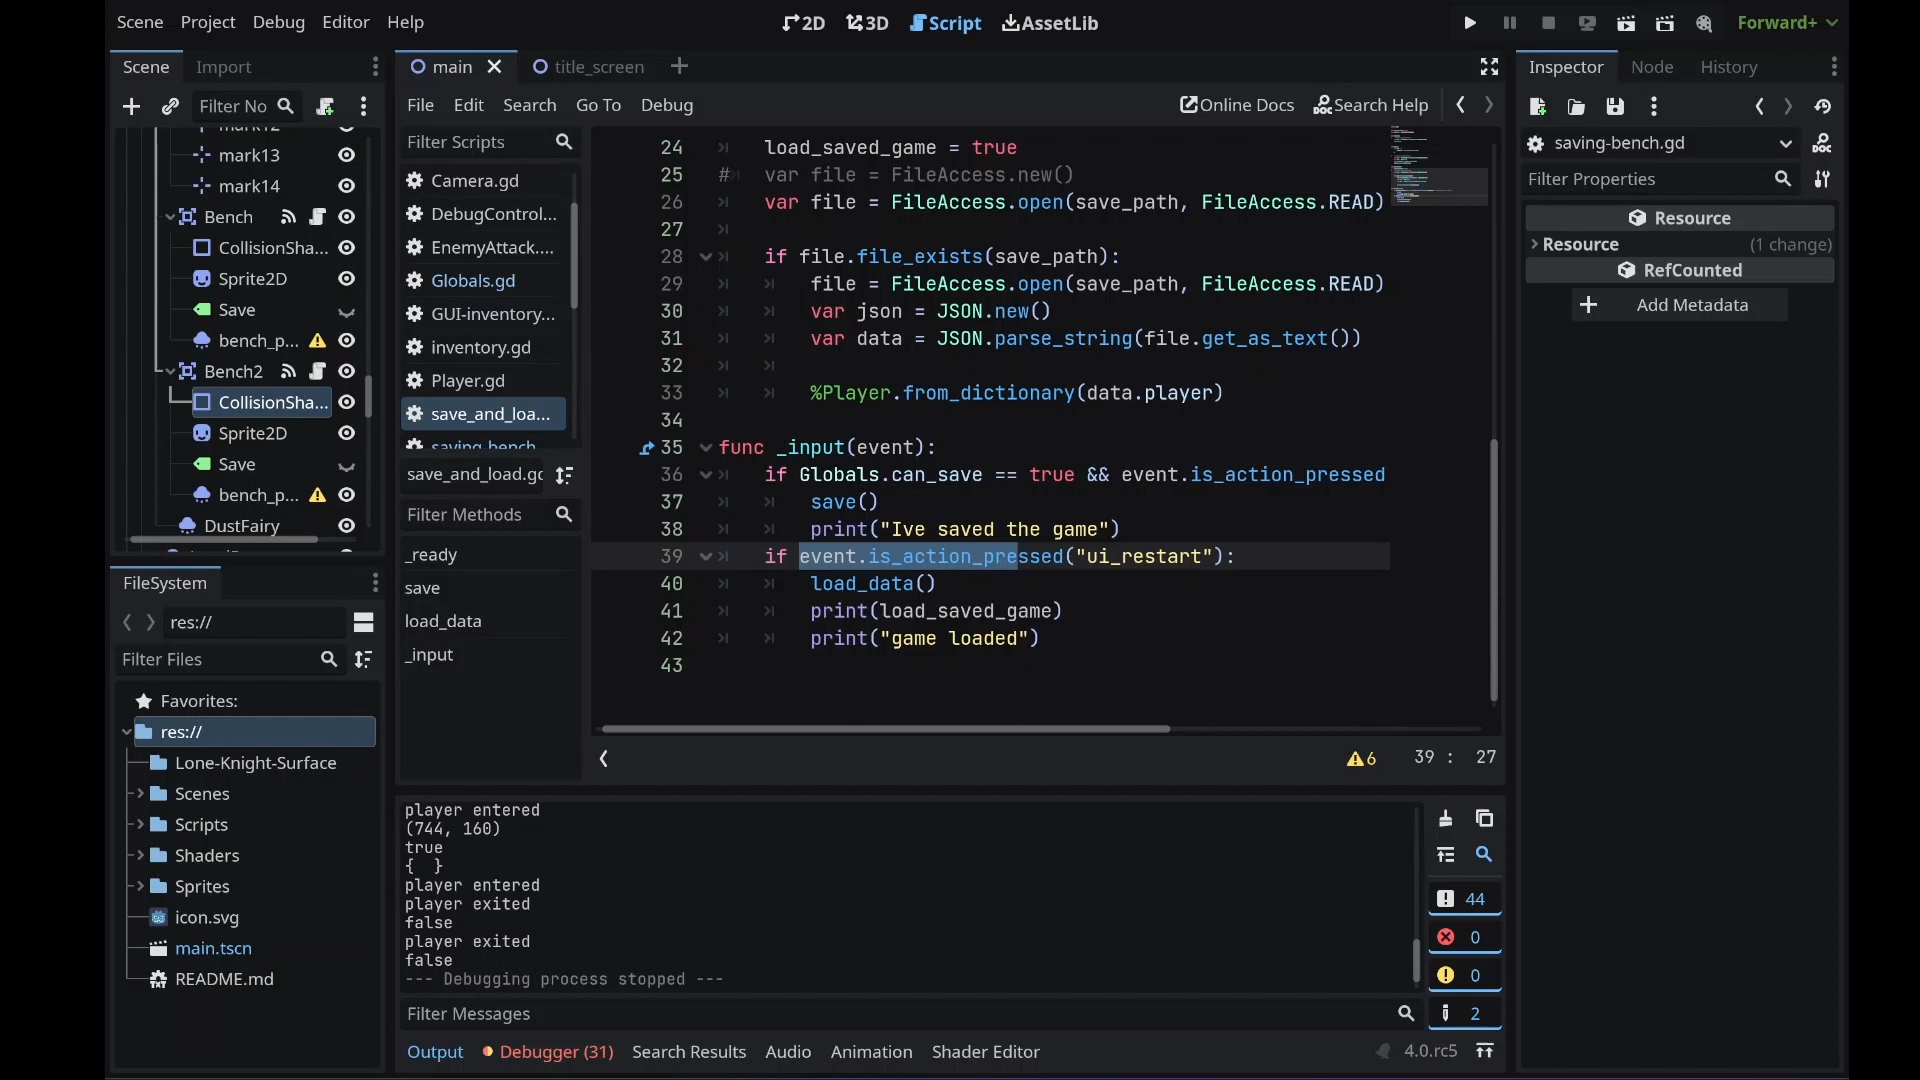 Scene Project Debug Editor Help
2D 3D Script AssetLib
Forward+
Scene Import
Filter No
mark12
mark13
mark14
Bench
CollisionSha...
Sprite2D
Save
bench_p...
Bench2
CollisionSha...
Sprite2D
Save
bench_p...
DustFairy
FileSystem
res://
Filter Files
Favorites:
res://
Lone-Knight-Surface
Scenes
Scripts
Shaders
Sprites
icon.svg
main.tscn
README.md
main title_screen
File Edit Search Go To Debug
Online Docs Search Help
Filter Scripts
Camera.gd
DebugControl...
EnemyAttack....
Globals.gd
GUI-inventory...
inventory.gd
Player.gd
save_and_loa...
saving-bench
save_and_load.gd
Filter Methods
_ready
save
load_data
_input
24 load_saved_game = true
25 # var file = FileAccess.new()
26 var file = FileAccess.open(save_path, FileAccess.READ)
27
28 if file.file_exists(save_path):
29 file = FileAccess.open(save_path, FileAccess.READ)
30 var json = JSON.new()
31 var data = JSON.parse_string(file.get_as_text())
32
33 %Player.from_dictionary(data.player)
34
35 func _input(event):
36 if Globals.can_save == true && event.is_action_pressed
37 save()
38 print("Ive saved the game")
39 if event.is_action_pressed("ui_restart"):
40 load_data()
41 print(load_saved_game)
42 print("game loaded")
43
6 39 : 27
player entered
(744, 160)
true
{ }
player entered
player exited
false
player exited
false
--- Debugging process stopped ---
Filter Messages
44
0
0
2
Output Debugger (31) Search Results Audio Animation Shader Editor
4.0.rc5
Inspector Node History
saving-bench.gd
Filter Properties
Resource
Resource (1 change)
RefCounted
Add Metadata